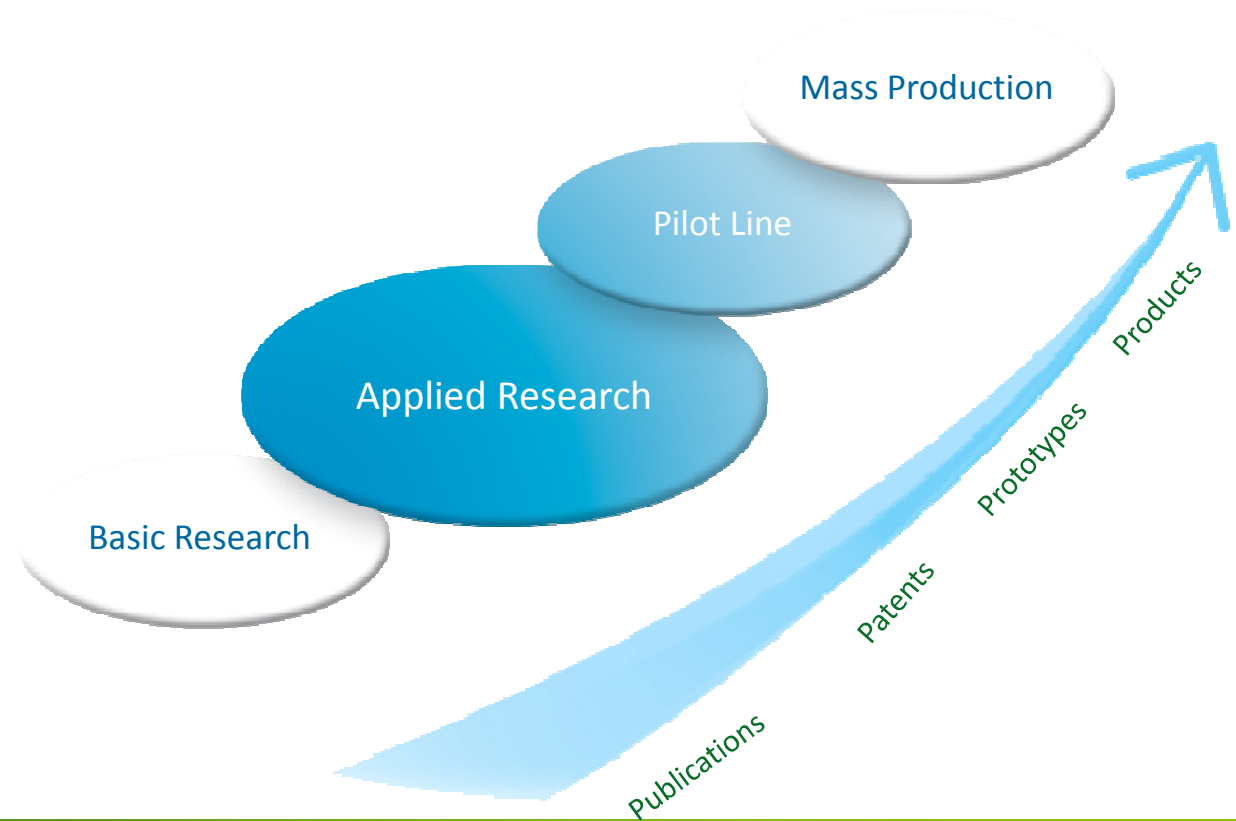 Mass Production
Pilot Line
Applied Research
Basic Research
Products
Prototypes
Patents
Publications